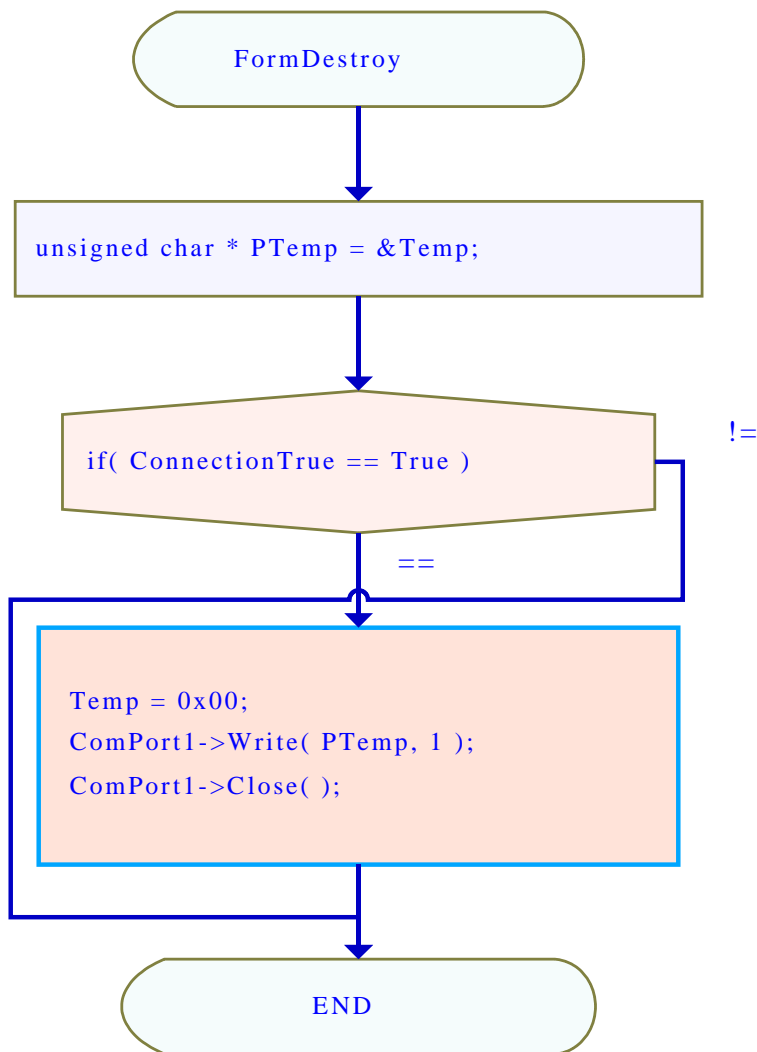 FormDestroy
unsigned char * PTemp = &Temp;
if( ConnectionTrue == True )
!=
==
Temp = 0x00;
ComPort1->Write( PTemp, 1 );
ComPort1->Close( );
END